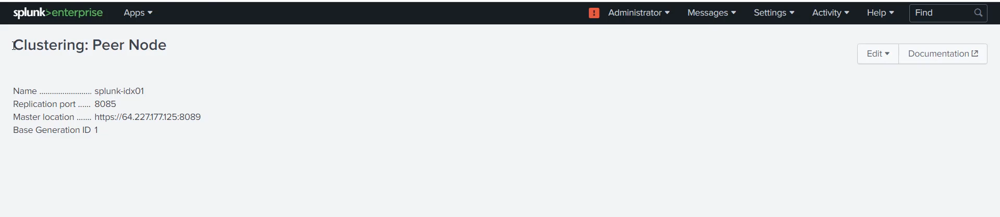 splunk>enterprise Apps ! Administrator Messages Settings Activity Help Find
Clustering: Peer Node
Edit Documentation
Name ......................... splunk-idx01
Replication port ...... 8085
Master location ....... https://64.227.177.125:8089
Base Generation ID 1